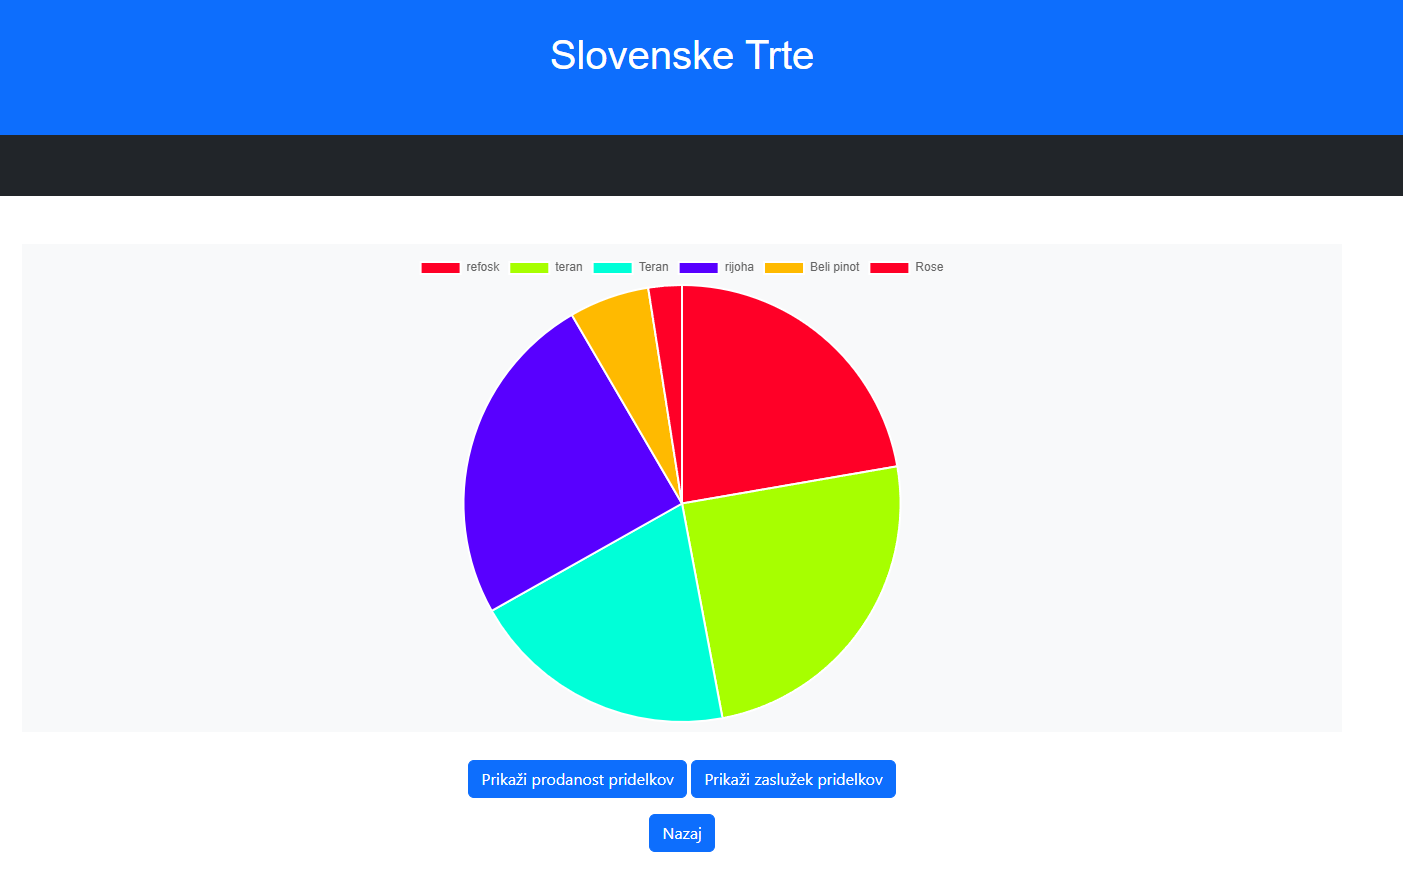 Slovenske Trte
refosk teran Teran rijoha Beli pinot Rose
Prikaži prodanost pridelkov Prikaži zaslužek pridelkov
Nazaj